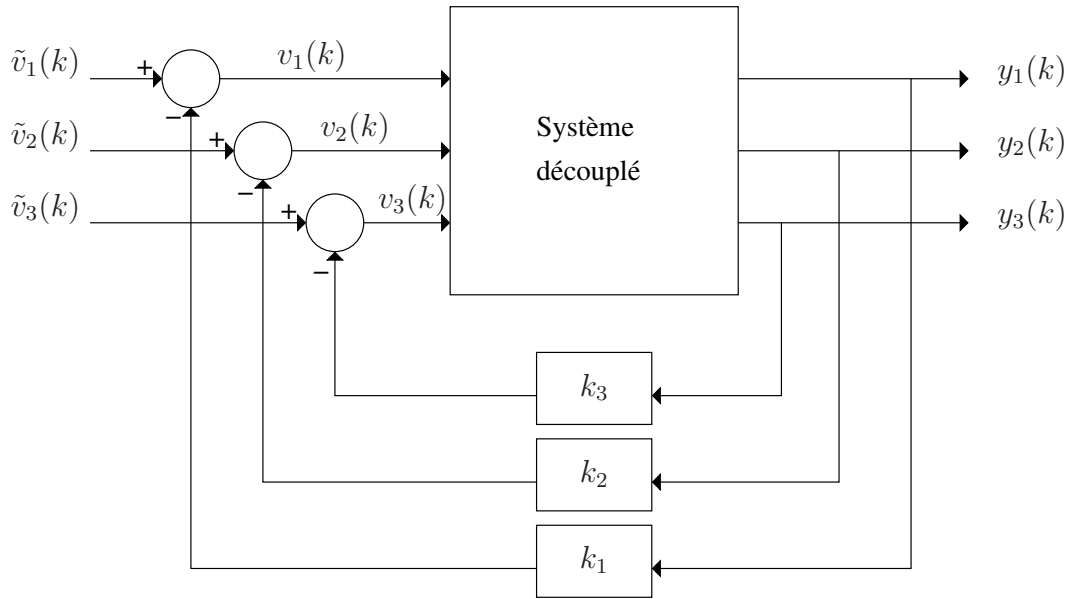 ṽ₁(k) + v₁(k) y₁(k)
−
ṽ₂(k) + v₂(k) y₂(k)
−
ṽ₃(k) + v₃(k) y₃(k)
−
Système
découplé
k₃
k₂
k₁